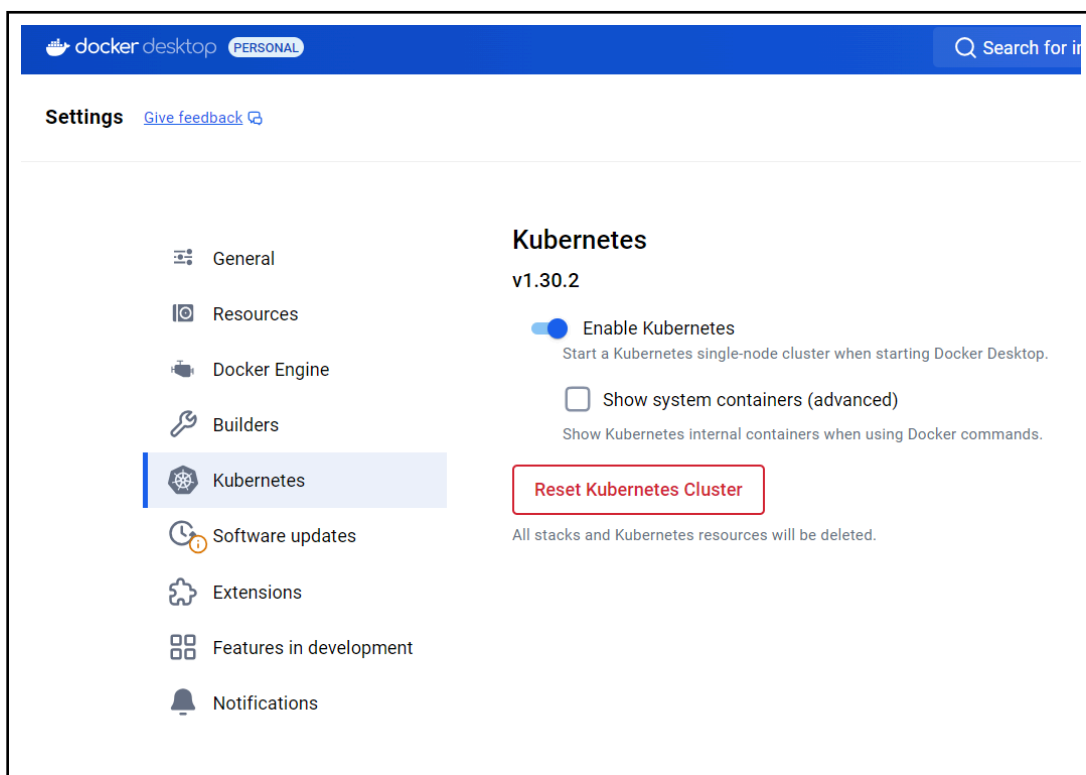 docker desktop PERSONAL
Search for
Settings Give feedback
General
Resources
Docker Engine
Builders
Kubernetes
Software updates
Extensions
Features in development
Notifications
Kubernetes
v1.30.2
Enable Kubernetes
Start a Kubernetes single-node cluster when starting Docker Desktop.
Show system containers (advanced)
Show Kubernetes internal containers when using Docker commands.
Reset Kubernetes Cluster
All stacks and Kubernetes resources will be deleted.